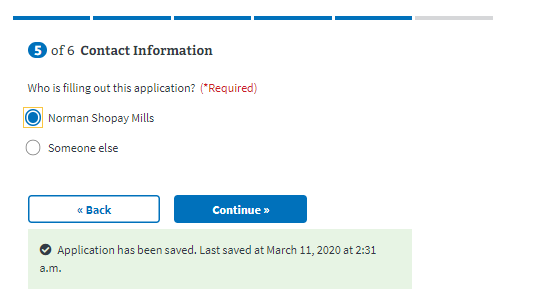 5 of 6 Contact Information
Who is filling out this application? (*Required)
Norman Shopay Mills
Someone else
« Back
Continue »
Application has been saved. Last saved at March 11, 2020 at 2:31
a.m.